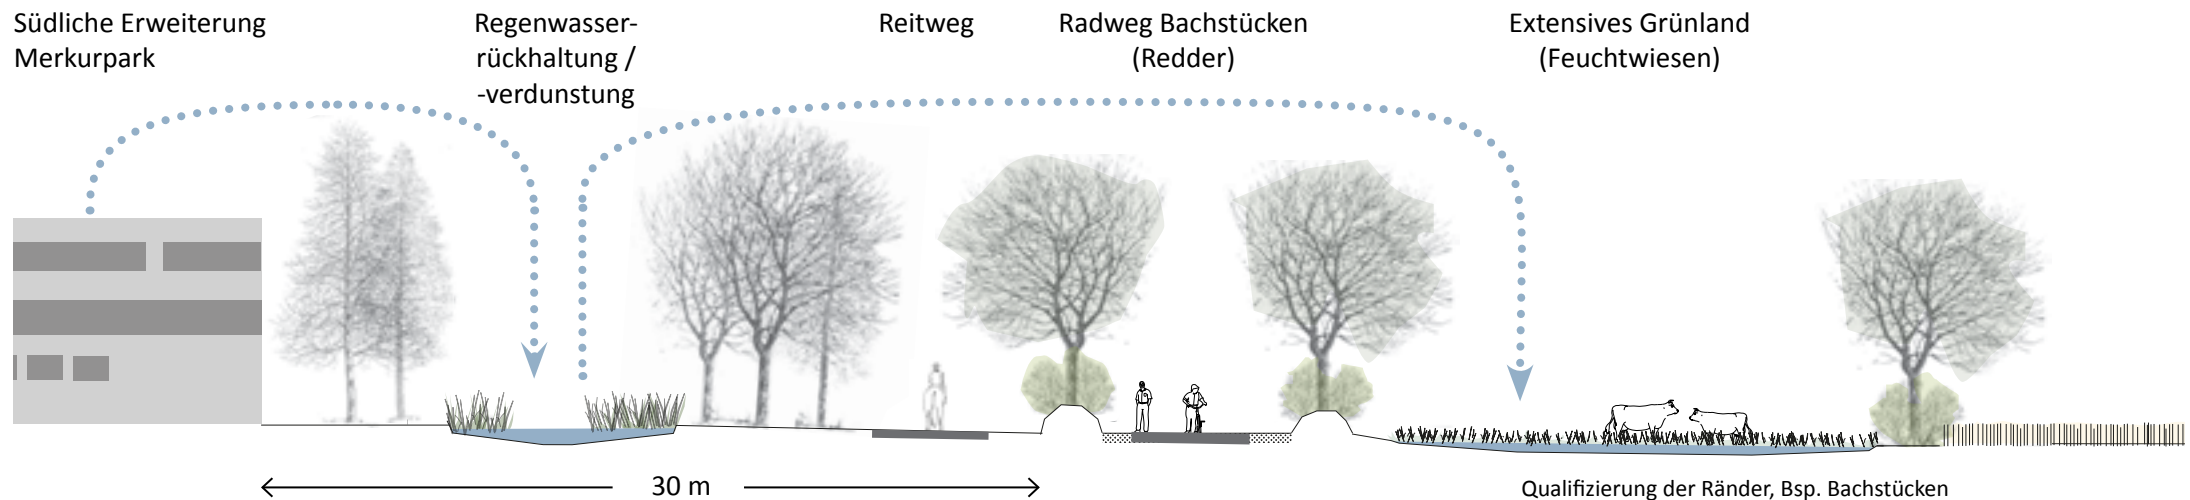 Südliche Erweiterung
Merkurpark
Regenwasser-
rückhaltung /
-verdunstung
Reitweg
Radweg Bachstücken
(Redder)
Extensives Grünland
(Feuchtwiesen)
30 m
Qualifizierung der Ränder, Bsp. Bachstücken